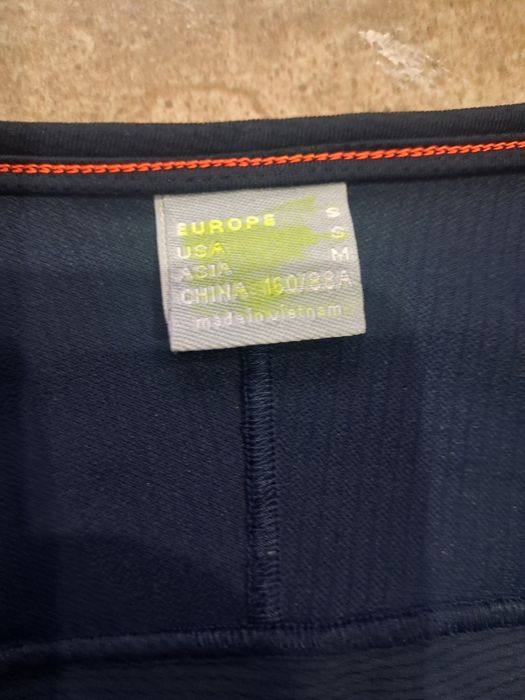 EUROPE S
USA S
ASIA M
CHINA 160/88A
made in vietnam